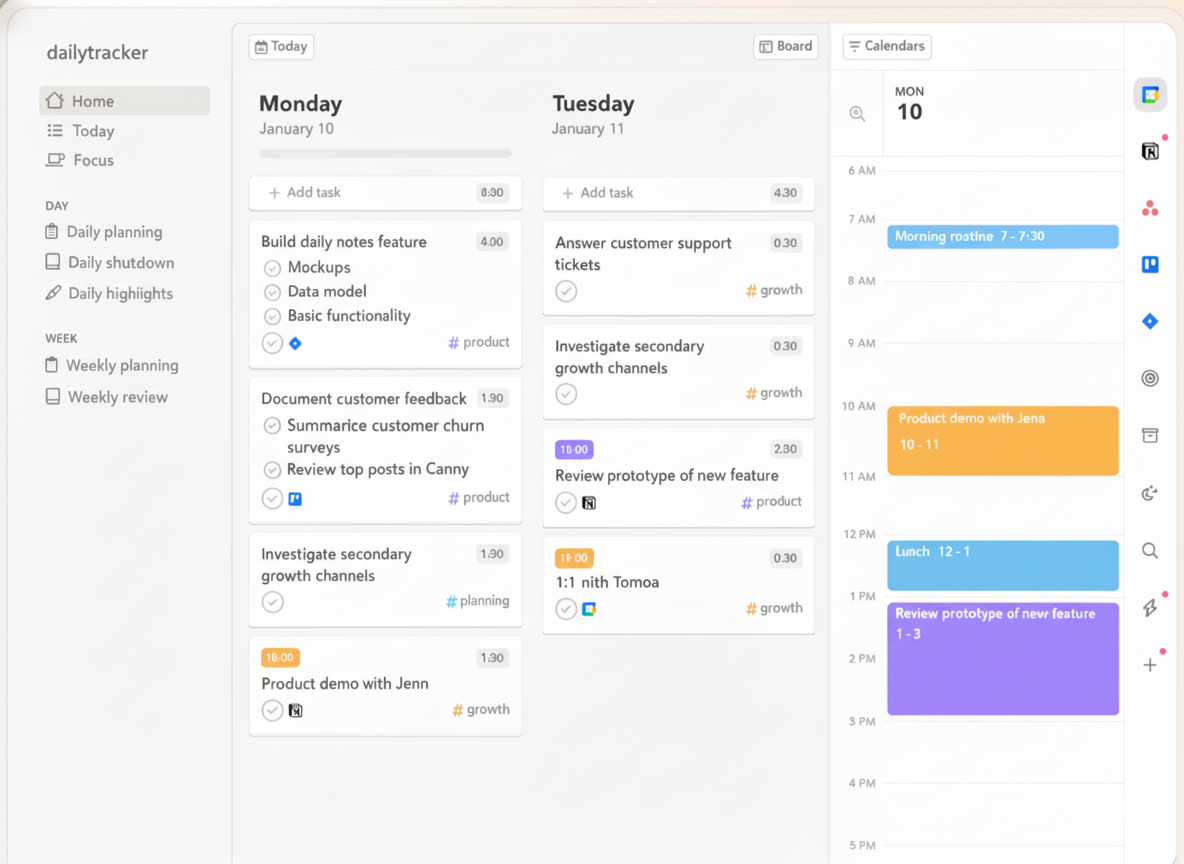 dailytracker
Home
Today
Focus
DAY
Daily planning
Daily shutdown
Daily highiights
WEEK
Weekly planning
Weekly review
Today
Board
Monday
January 10
+ Add task
8:30
Build daily notes feature
4.00
Mockups
Data model
Basic functionality
# product
Document customer feedback
1.90
Summarice customer churn
surveys
Review top posts in Canny
# product
Investigate secondary
1.90
growth channels
#planning
18:00
1.30
Product demo with Jenn
# growth
Tuesday
January 11
+ Add task
4.30
Answer customer support
0.30
tickets
# growth
Investigate secondary
0.30
growth channels
# growth
10:00
2.30
Review prototype of new feature
# product
0.30
1:1 nith Tomoa
# growth
Calendars
MON
10
6 AM
7 AM
Morning rostine 7 - 7:30
8 AM
9 AM
10 AM
Product demo with Jena
10 - 11
11 AM
12 PM
Lunch 12 - 1
1 PM
Review prototype of new feature
1 - 3
2 PM
3 PM
4 PM
5 PM